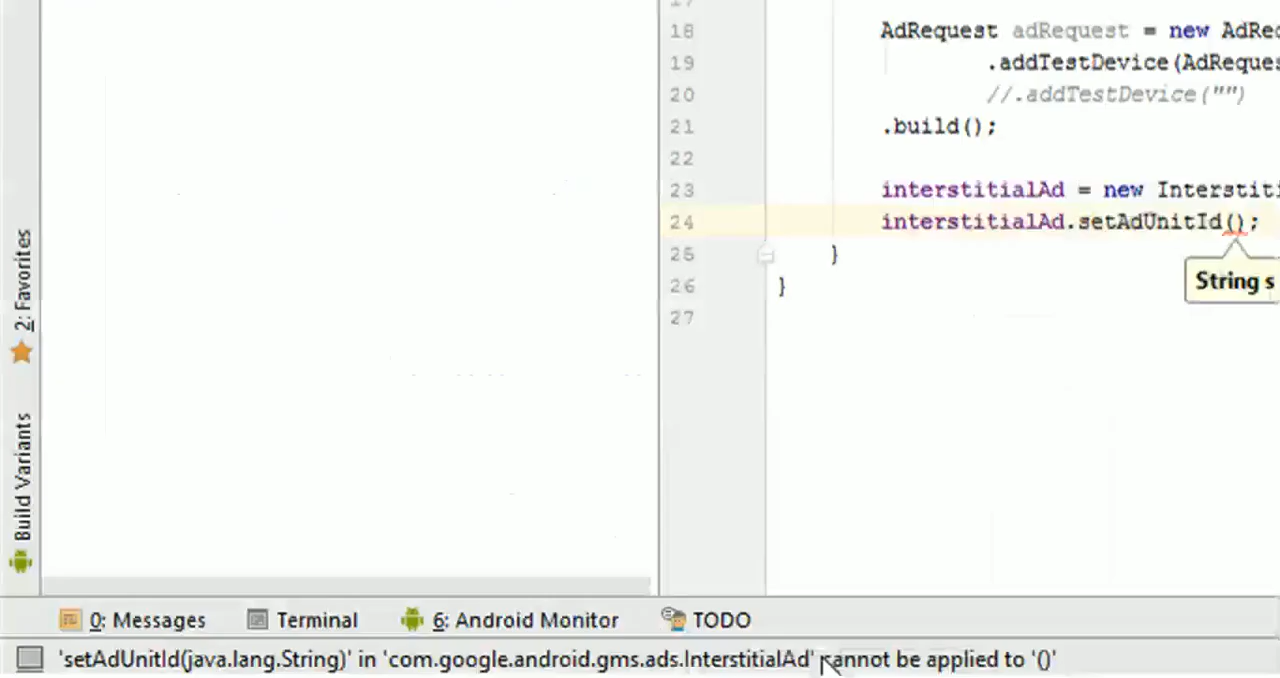 2: Favorites
Build Variants
17
18 AdRequest adRequest = new AdReq
19 .addTestDevice(AdReques
20 //.addTestDevice("")
21 .build();
22
23 interstitialAd = new Interstiti
24 interstitialAd.setAdUnitId();
25 }
String s
26 }
27
0: Messages Terminal 6: Android Monitor TODO
'setAdUnitId(java.lang.String)' in 'com.google.android.gms.ads.InterstitialAd' cannot be applied to '()'